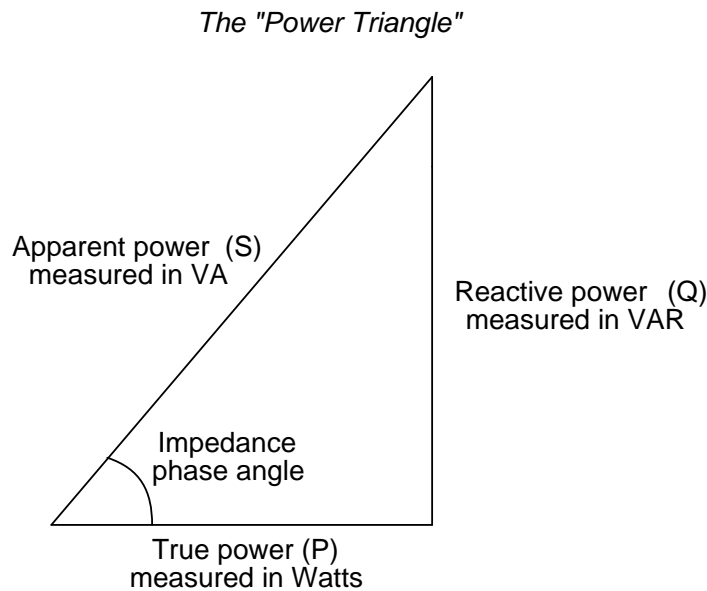 The "Power Triangle"
Apparent power (S)
measured in VA
Reactive power (Q)
measured in VAR
Impedance
phase angle
True power (P)
measured in Watts